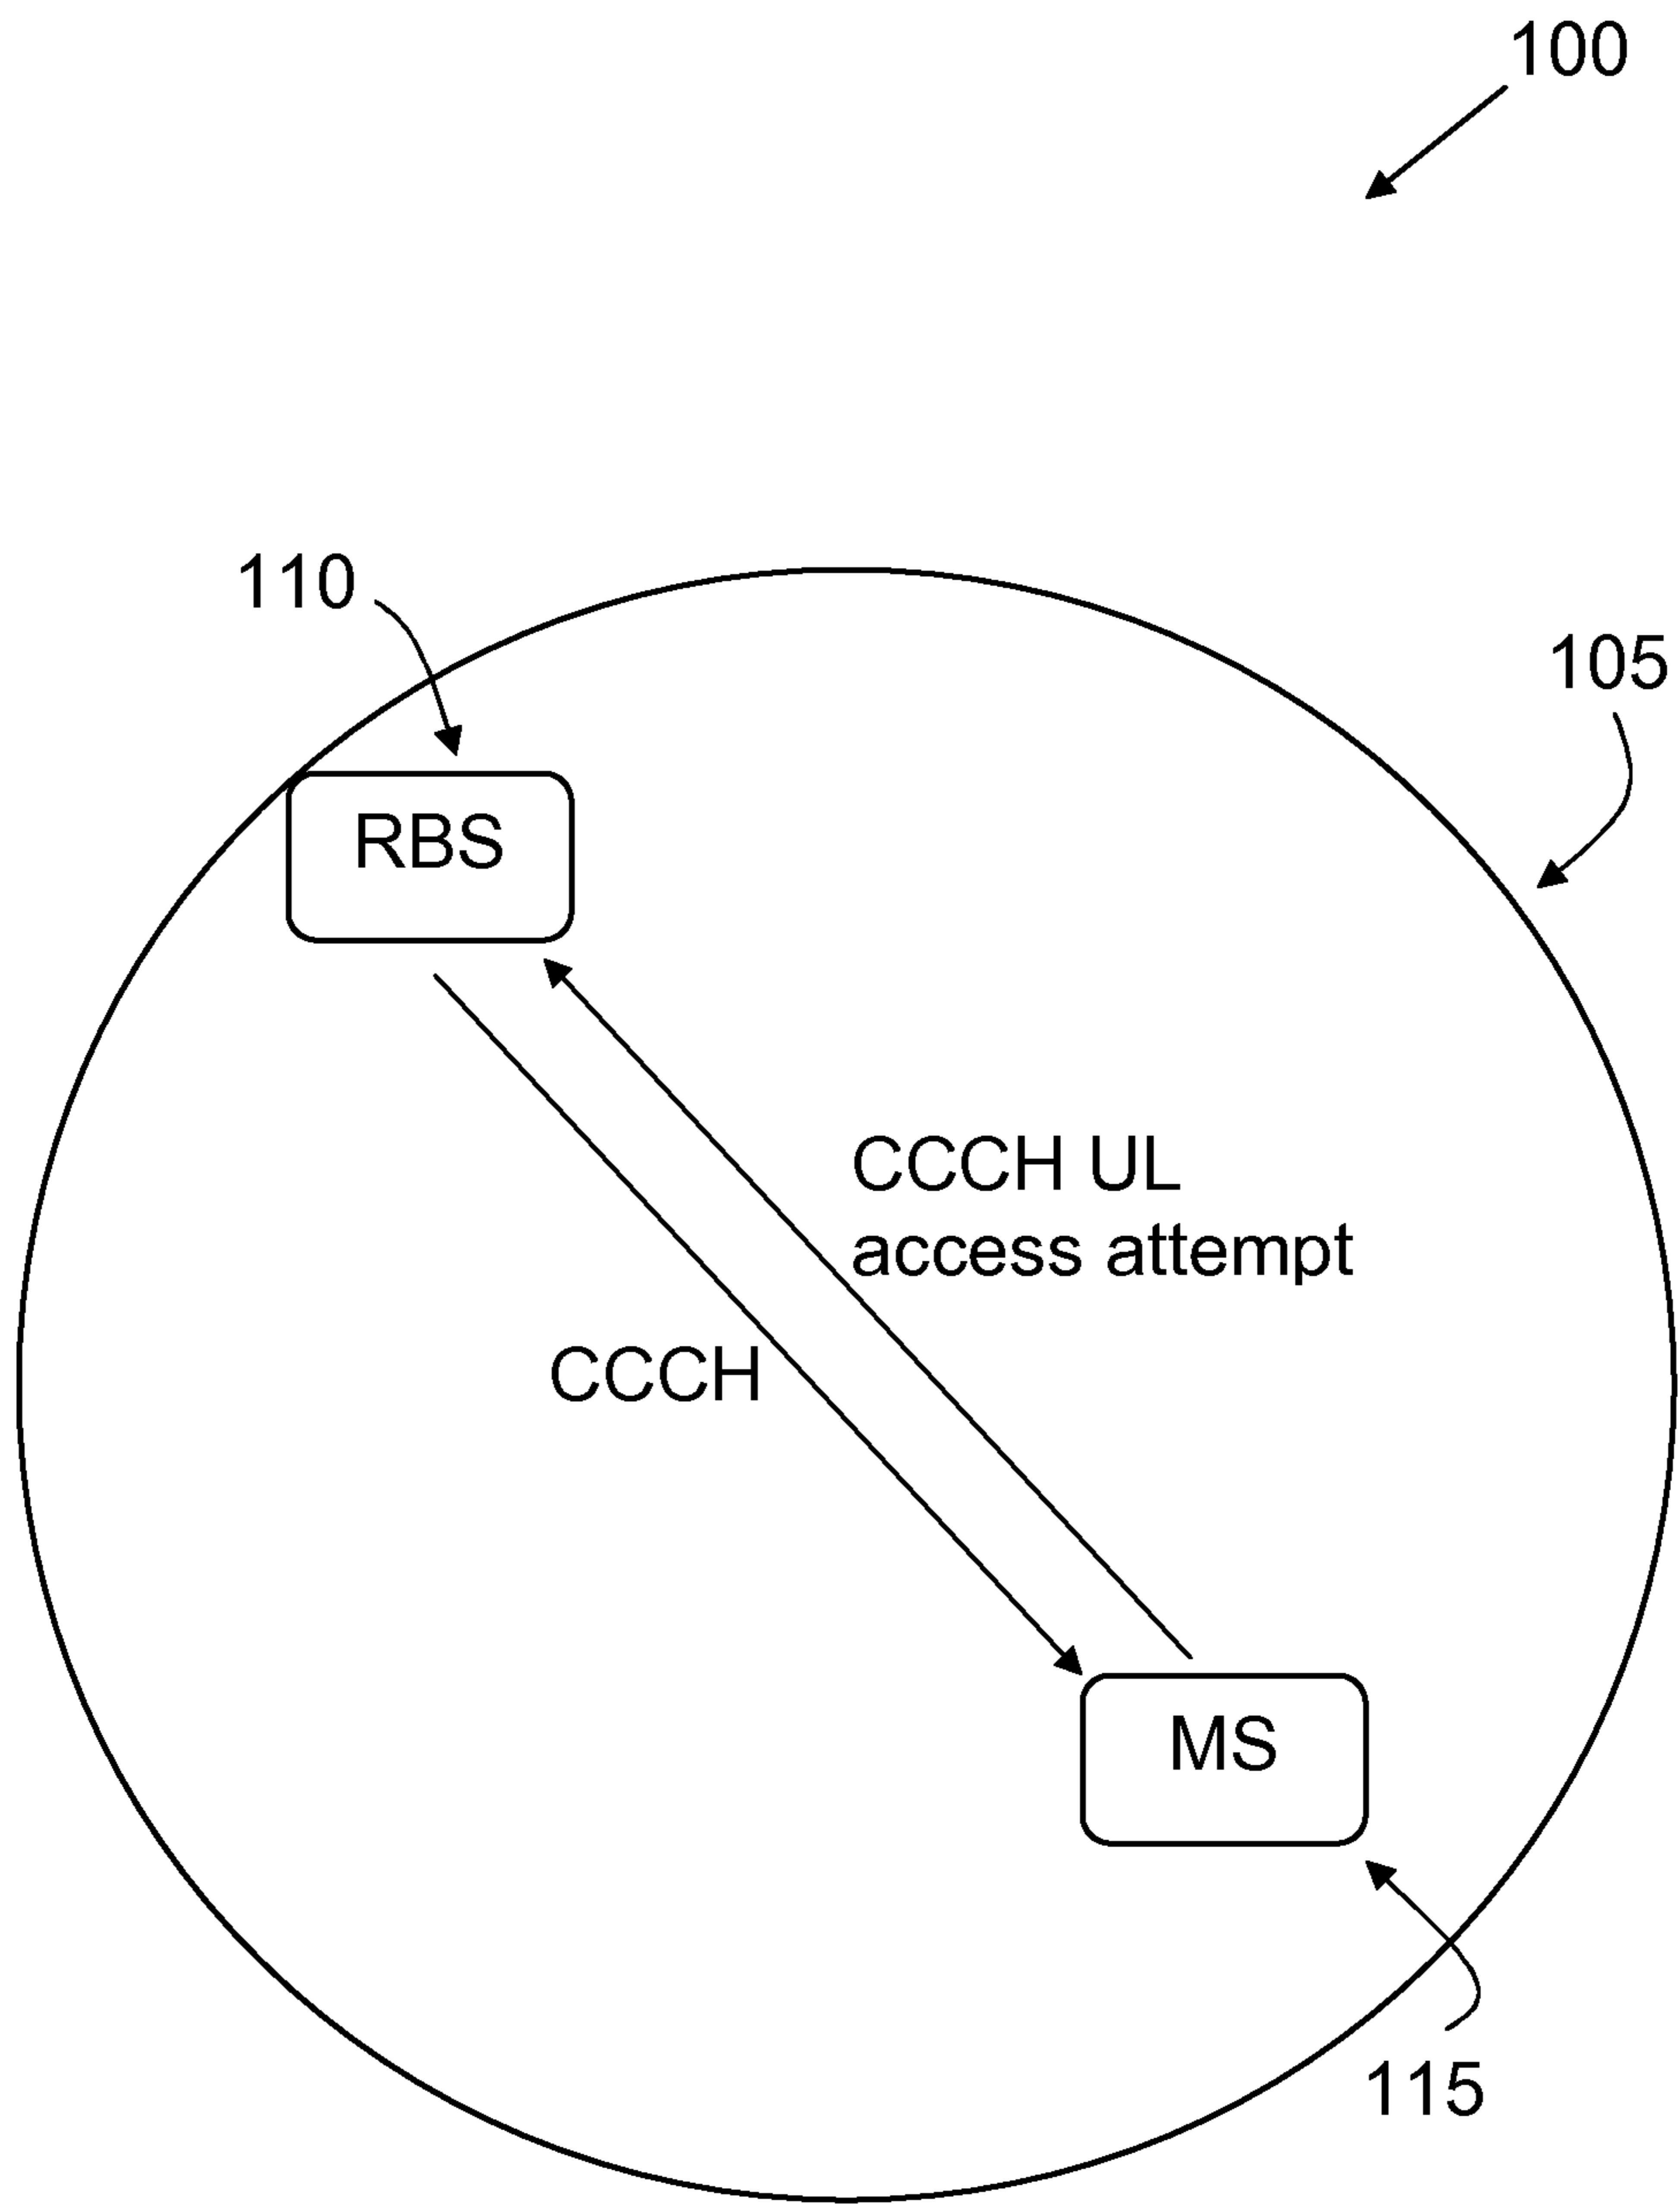 100
110
105
RBS
CCCH UL
access attempt
CCCH
MS
115